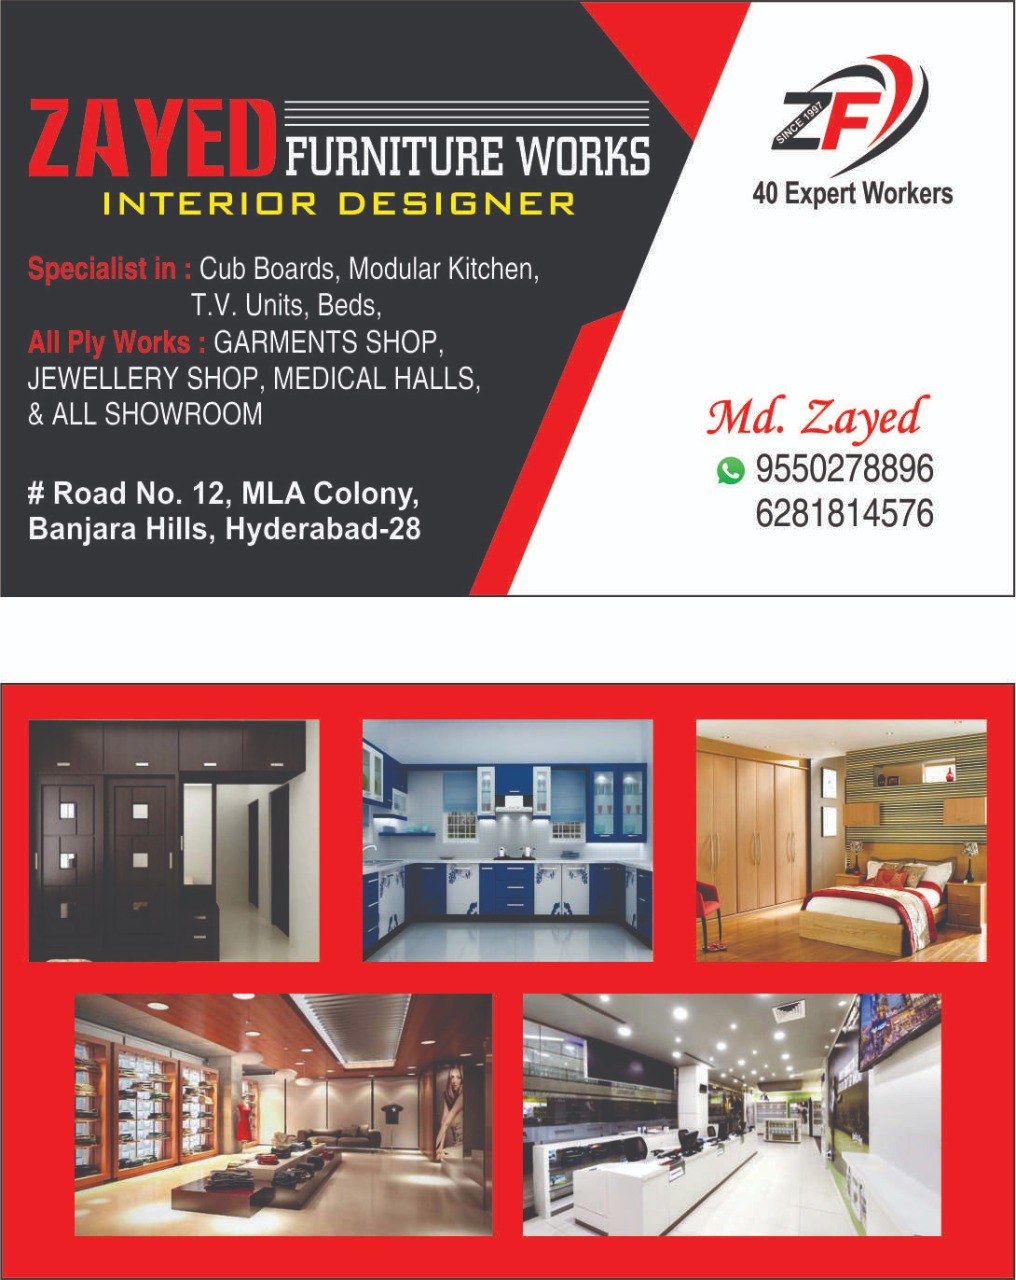 ZAYED FURNITURE WORKS
INTERIOR DESIGNER
Specialist in : Cub Boards, Modular Kitchen,
T.V. Units, Beds,
All Ply Works : GARMENTS SHOP,
JEWELLERY SHOP, MEDICAL HALLS,
& ALL SHOWROOM
# Road No. 12, MLA Colony,
Banjara Hills, Hyderabad-28
ZF
SINCE 1997
40 Expert Workers
Md. Zayed
9550278896
6281814576